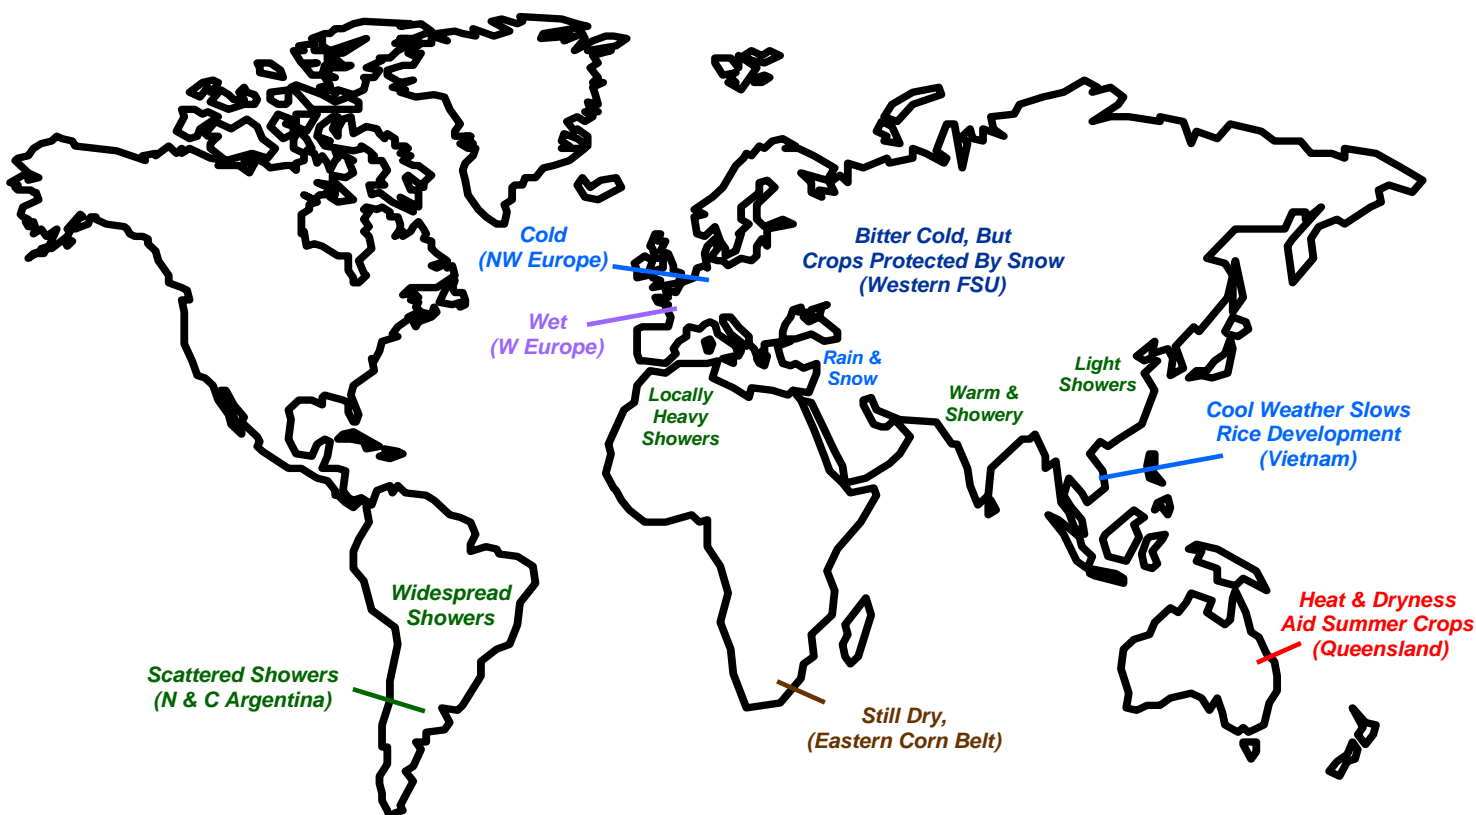 Cold
(NW Europe)
Bitter Cold, But
Crops Protected By Snow
(Western FSU)
Wet
(W Europe)
Rain &
Snow
Light
Showers
Locally
Heavy
Showers
Warm &
Showery
Cool Weather Slows
Rice Development
(Vietnam)
Widespread
Showers
Heat & Dryness
Aid Summer Crops
(Queensland)
Scattered Showers
(N & C Argentina)
Still Dry,
(Eastern Corn Belt)